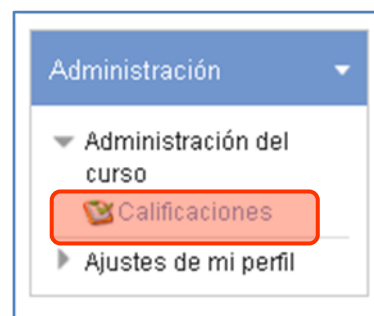 Administración
Administración del
curso
Calificaciones
Ajustes de mi perfil